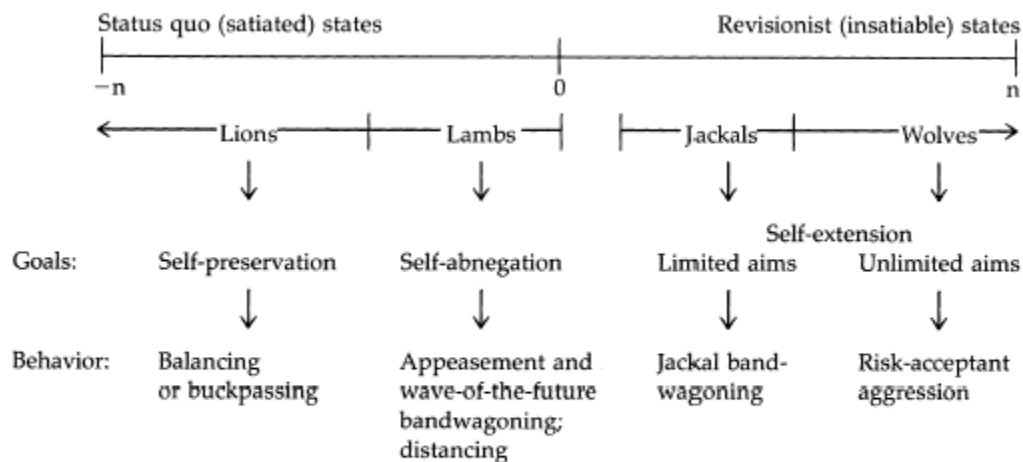 Status quo (satiated) states Revisionist (insatiable) states
−n 0 n
Lions Lambs Jackals Wolves
Self-extension
Goals: Self-preservation Self-abnegation Limited aims Unlimited aims
Behavior: Balancing Appeasement and Jackal band- Risk-acceptant
or buckpassing wave-of-the-future wagoning aggression
bandwagoning;
distancing